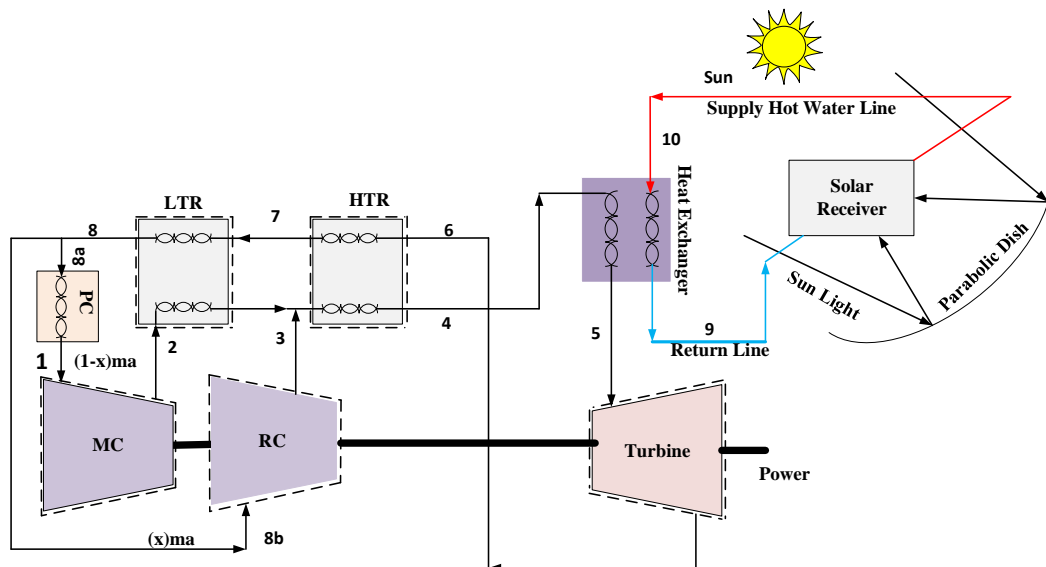 Sun
Supply Hot Water Line
10
Heat Exchanger
Solar
Receiver
Parabolic Dish
Sun Light
LTR
HTR
8
7
6
8a
PC
2
3
4
5
9
Return Line
1
(1-x)ma
MC
RC
Turbine
Power
(x)ma
8b